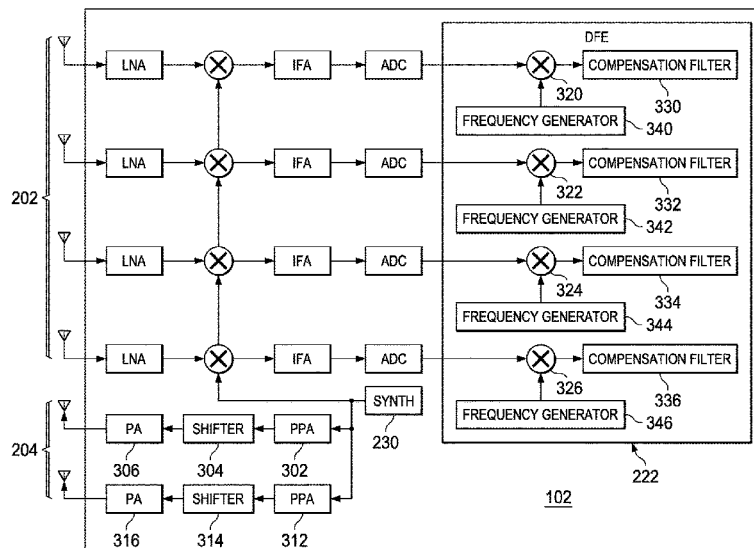 DFE
LNA
IFA
ADC
320
COMPENSATION FILTER
330
FREQUENCY GENERATOR
340
202
LNA
IFA
ADC
322
COMPENSATION FILTER
332
FREQUENCY GENERATOR
342
LNA
IFA
ADC
324
COMPENSATION FILTER
334
FREQUENCY GENERATOR
344
LNA
IFA
ADC
326
COMPENSATION FILTER
336
SYNTH
230
FREQUENCY GENERATOR
346
204
PA
306
SHIFTER
304
PPA
302
222
PA
316
SHIFTER
314
PPA
312
102